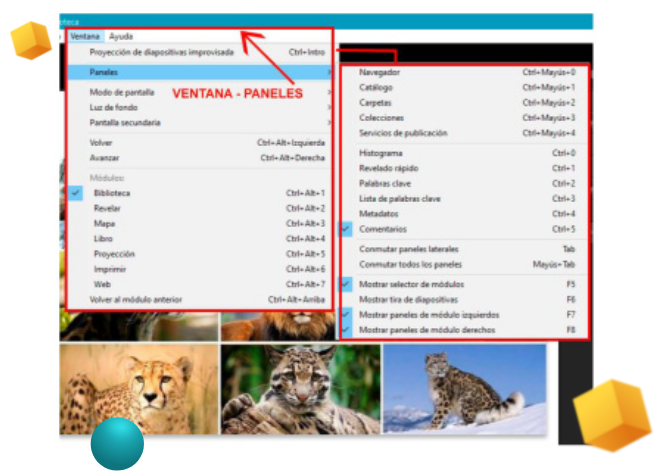 oteca
Ventana Ayuda
Proyección de diapositivas improvisada Ctrl+Intro
Paneles
Modo de pantalla
Luz de fondo
Pantalla secundaria
Volver Ctrl+Alt+Izquierda
Avanzar Ctrl+Alt+Derecha
Módulos:
Biblioteca Ctrl+Alt+1
Revelar Ctrl+Alt+2
Mapa Ctrl+Alt+3
Libro Ctrl+Alt+4
Proyección Ctrl+Alt+5
Imprimir Ctrl+Alt+6
Web Ctrl+Alt+7
Volver al módulo anterior Ctrl+Alt+Arriba
VENTANA - PANELES
Navegador Ctrl+Mayús+0
Catálogo Ctrl+Mayús+1
Carpetas Ctrl+Mayús+2
Colecciones Ctrl+Mayús+3
Servicios de publicación Ctrl+Mayús+4
Histograma Ctrl+0
Revelado rápido Ctrl+1
Palabras clave Ctrl+2
Lista de palabras clave Ctrl+3
Metadatos Ctrl+4
Comentarios Ctrl+5
Conmutar paneles laterales Tab
Conmutar todos los paneles Mayús+Tab
Mostrar selector de módulos F5
Mostrar tira de diapositivas F6
Mostrar paneles de módulo izquierdos F7
Mostrar paneles de módulo derechos F8